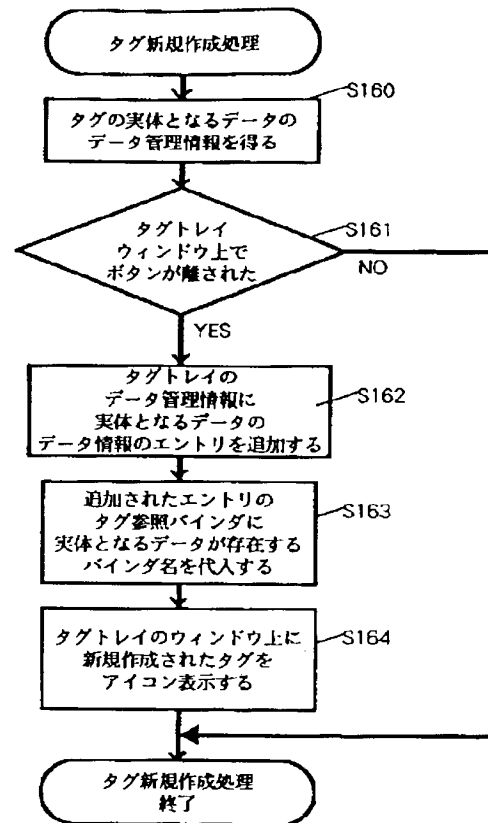 タグ新規作成処理
S160
タグの実体となるデータの
データ管理情報を得る
S161
タグトレイ
ウィンドウ上で
ボタンが離された
NO
YES
タグトレイの
データ管理情報に
実体となるデータの
データ情報のエントリを追加する
S162
追加されたエントリの
タグ参照バインダに
実体となるデータが存在する
バインダ名を代入する
S163
タグトレイのウィンドウ上に
新規作成されたタグを
アイコン表示する
S164
タグ新規作成処理
終了